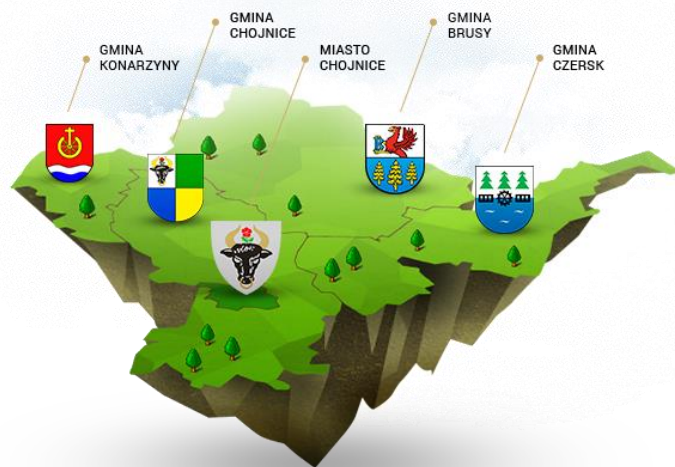 GMINA
KONARZYNY
GMINA
CHOJNICE
MIASTO
CHOJNICE
GMINA
BRUSY
GMINA
CZERSK